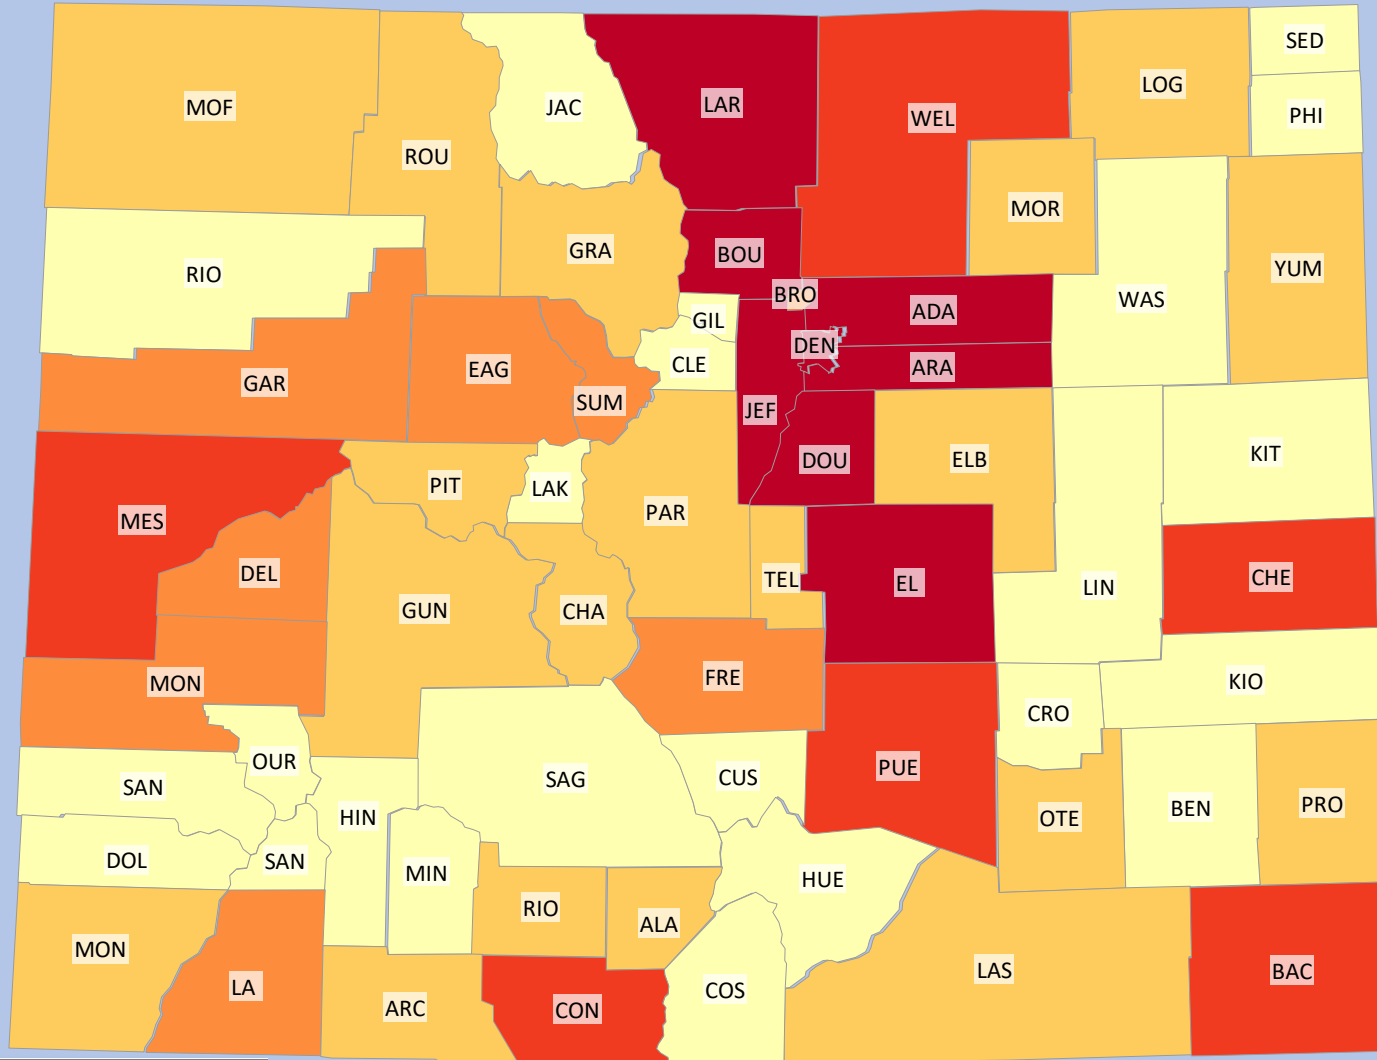 SED
LOG
JAC
LAR
MOF
PHI
WEL
ROU
MOR
GRA
BOU
YUM
RIO
BRO
WAS
ADA
GIL
DEN
CLE
ARA
EAG
GAR
SUM
JEF
KIT
DOU
ELB
PIT
LAK
PAR
MES
DEL
CHE
TEL
EL
LIN
GUN
CHA
FRE
KIO
MON
CRO
OUR
PUE
SAG
CUS
SAN
PRO
BEN
HIN
OTE
DOL
SAN
MIN
HUE
RIO
ALA
MON
LAS
BAC
LA
COS
ARC
CON